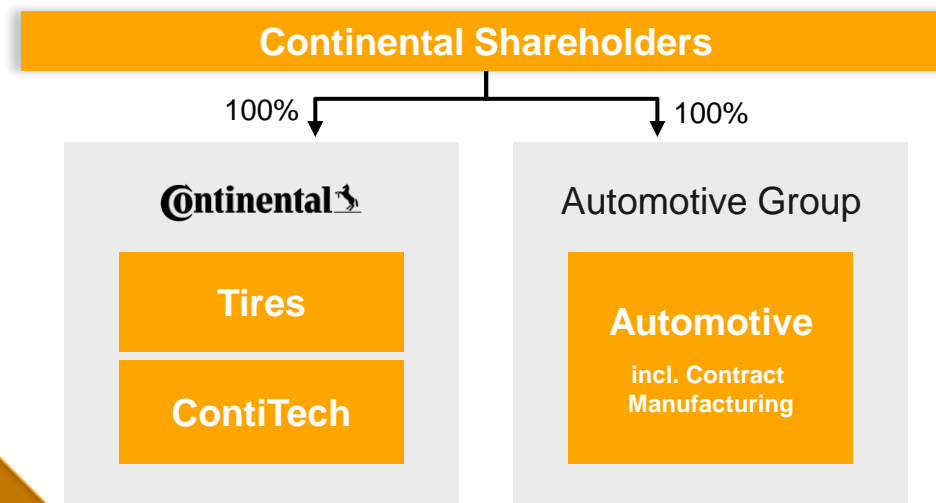 Continental Shareholders
100%
100%
Continental
Automotive Group
Tires
ContiTech
Automotive
incl. Contract
Manufacturing